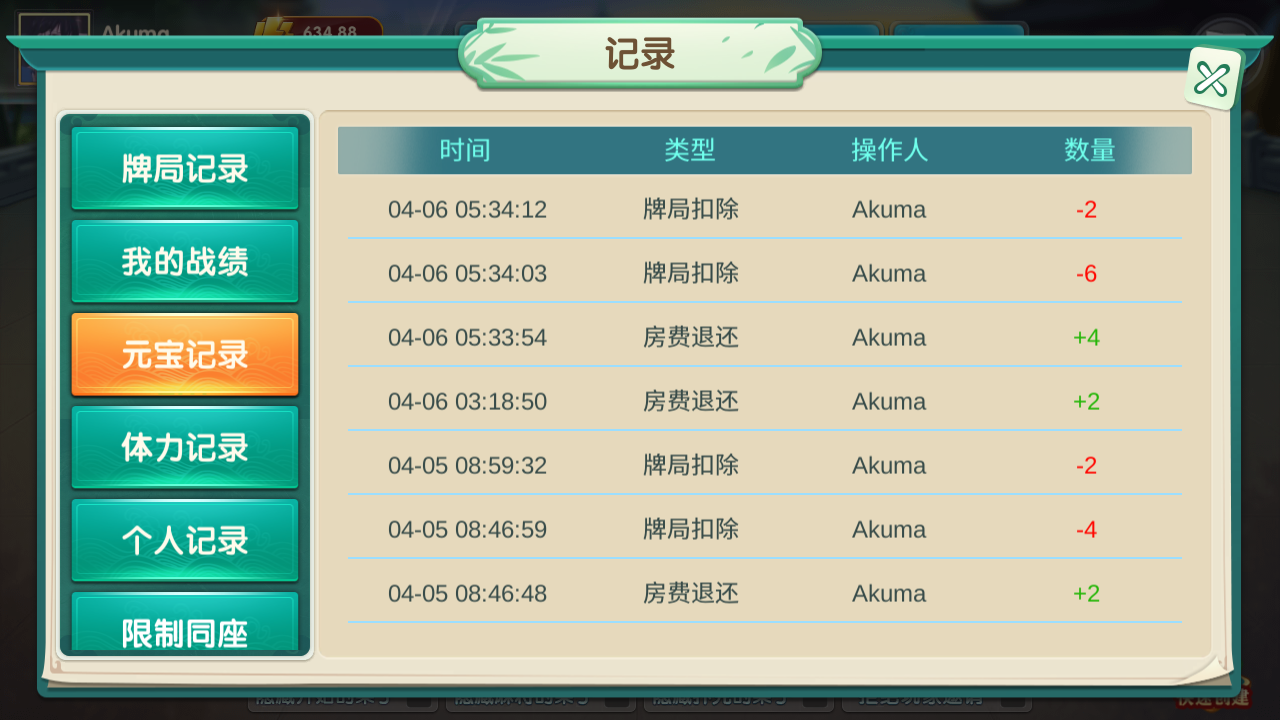 Akuma
634.88
记录
牌局记录
我的战绩
元宝记录
体力记录
个人记录
限制同座
时间 类型 操作人 数量
04-06 05:34:12 牌局扣除 Akuma -2
04-06 05:34:03 牌局扣除 Akuma -6
04-06 05:33:54 房费退还 Akuma +4
04-06 03:18:50 房费退还 Akuma +2
04-05 08:59:32 牌局扣除 Akuma -2
04-05 08:46:59 牌局扣除 Akuma -4
04-05 08:46:48 房费退还 Akuma +2
快速创建